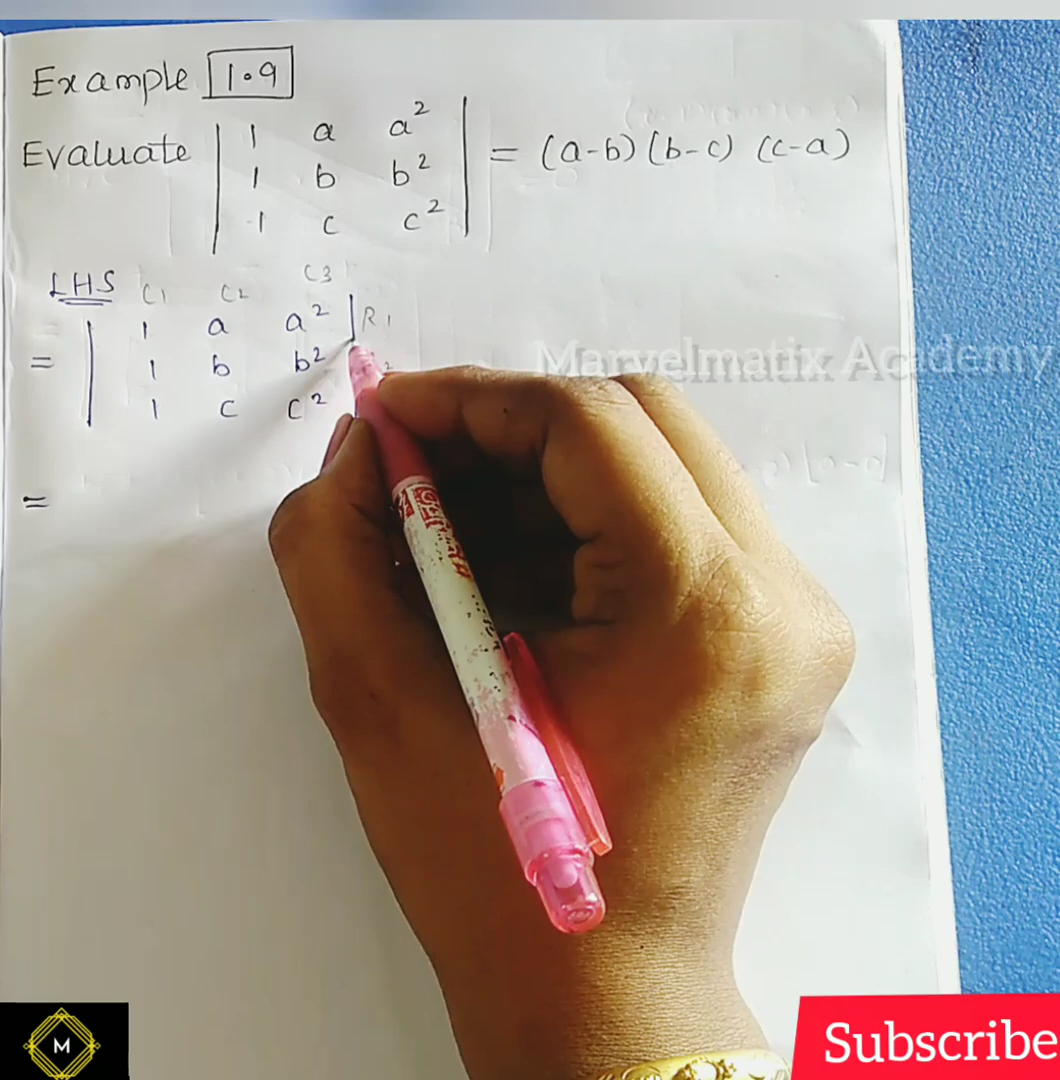 Example 1.9
Evaluate | 1 a a² | = (a-b) (b-c) (c-a)
| 1 b b² |
| 1 c c² |
LHS C1 C2 C3
= | 1 a a² | R1
| 1 b b²
| 1 c c²
=
Marvelmatix Academy
M
Subscribe